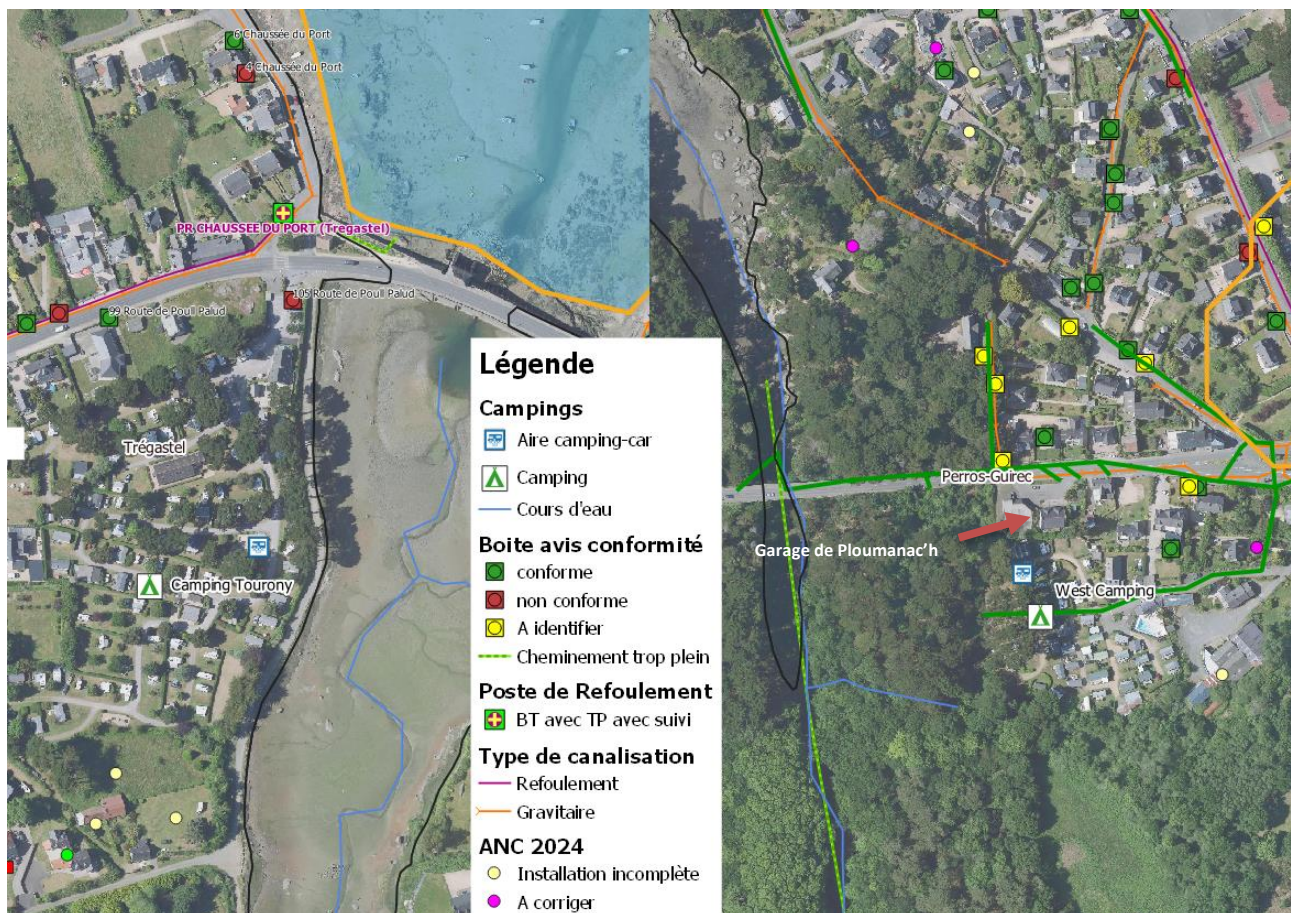 6 Chaussée du Port
4 Chaussée du Port
PR CHAUSSEE DU PORT (Tregastel)
105 Route de Poull Palud
99 Route de Poull Palud
Trégastel
Camping Tourony
Légende
Campings
Aire camping-car
Camping
Cours d'eau
Boite avis conformité
conforme
non conforme
A identifier
Cheminement trop plein
Poste de Refoulement
BT avec TP avec suivi
Type de canalisation
Refoulement
Gravitaire
ANC 2024
Installation incomplète
A corriger
Perros-Guirec
Garage de Ploumanac’h
West Camping